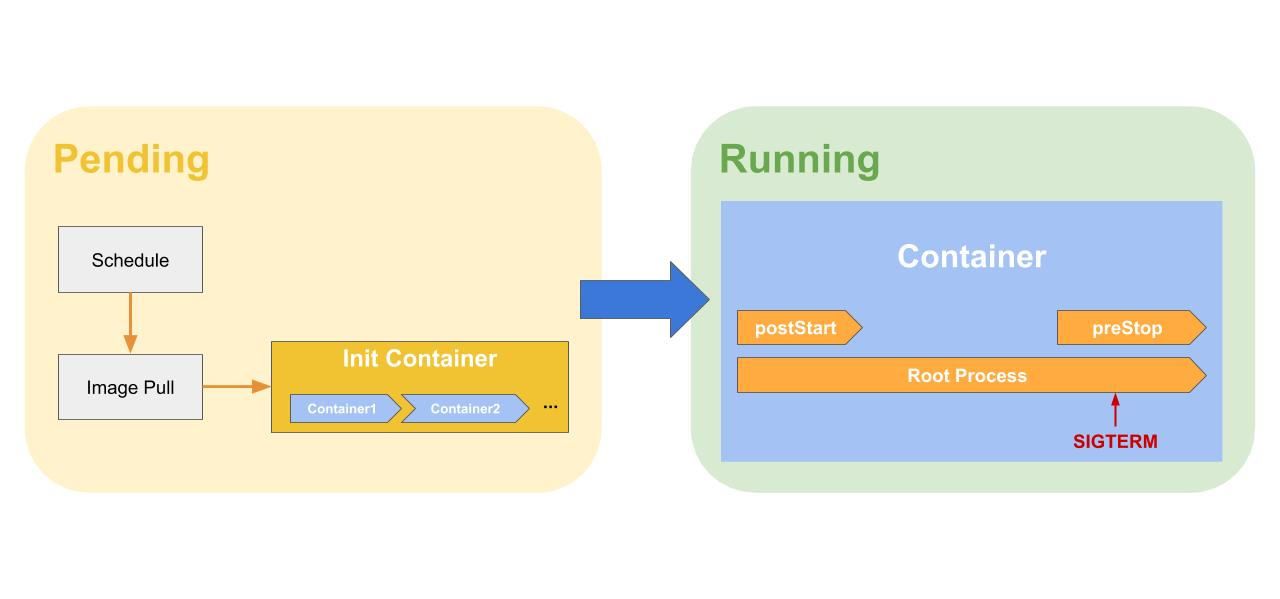 Pending
Schedule
Image Pull
Init Container
Container1
Container2
...
Running
Container
postStart
preStop
Root Process
SIGTERM